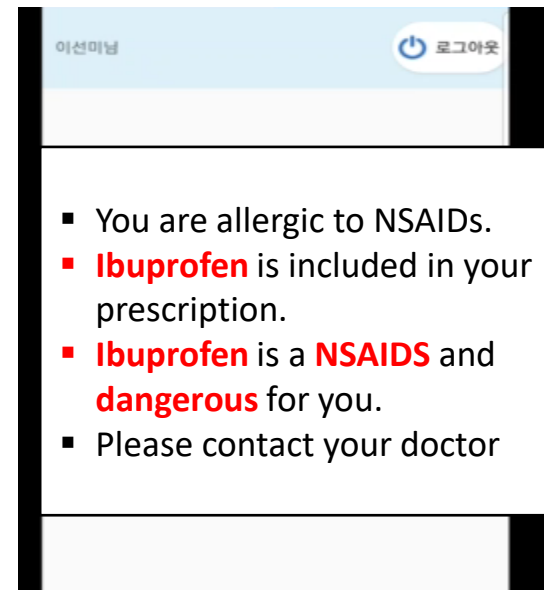 이선미님
로그아웃
▪ You are allergic to NSAIDs.
▪ Ibuprofen is included in your
prescription.
▪ Ibuprofen is a NSAIDS and
dangerous for you.
▪ Please contact your doctor